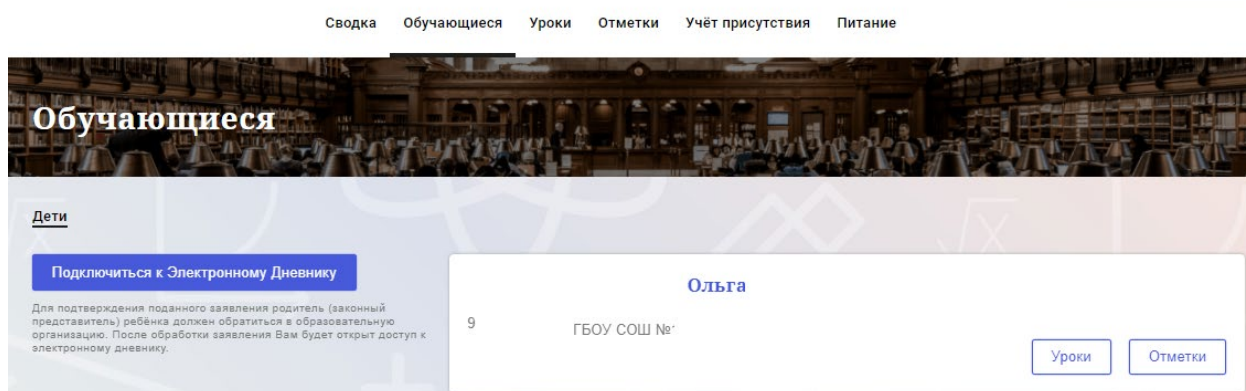 Сводка Обучающиеся Уроки Отметки Учёт присутствия Питание
Обучающиеся
Дети
Подключиться к Электронному Дневнику
Для подтверждения поданного заявления родитель (законный
представитель) ребёнка должен обратиться в образовательную
организацию. После обработки заявления Вам будет открыт доступ к
электронному дневнику.
Ольга
9
ГБОУ СОШ №
Уроки Отметки